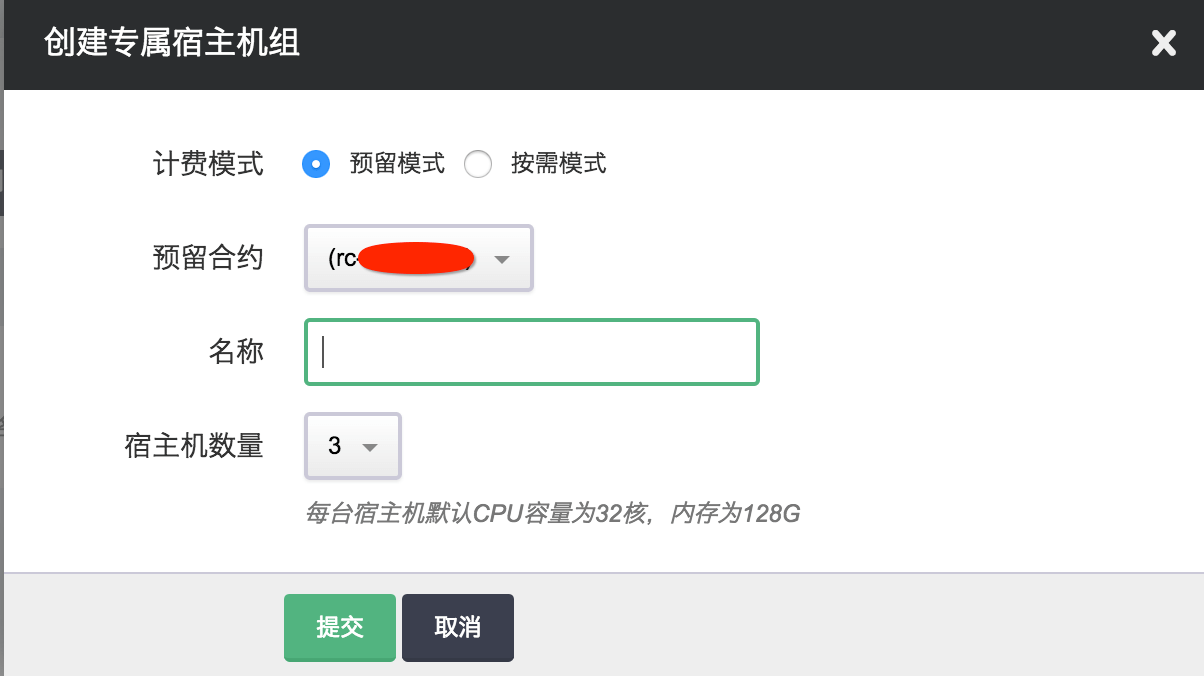 创建专属宿主机组
计费模式 预留模式 按需模式
预留合约 (rc-
名称
宿主机数量 3
每台宿主机默认CPU容量为32核，内存为128G
提交 取消